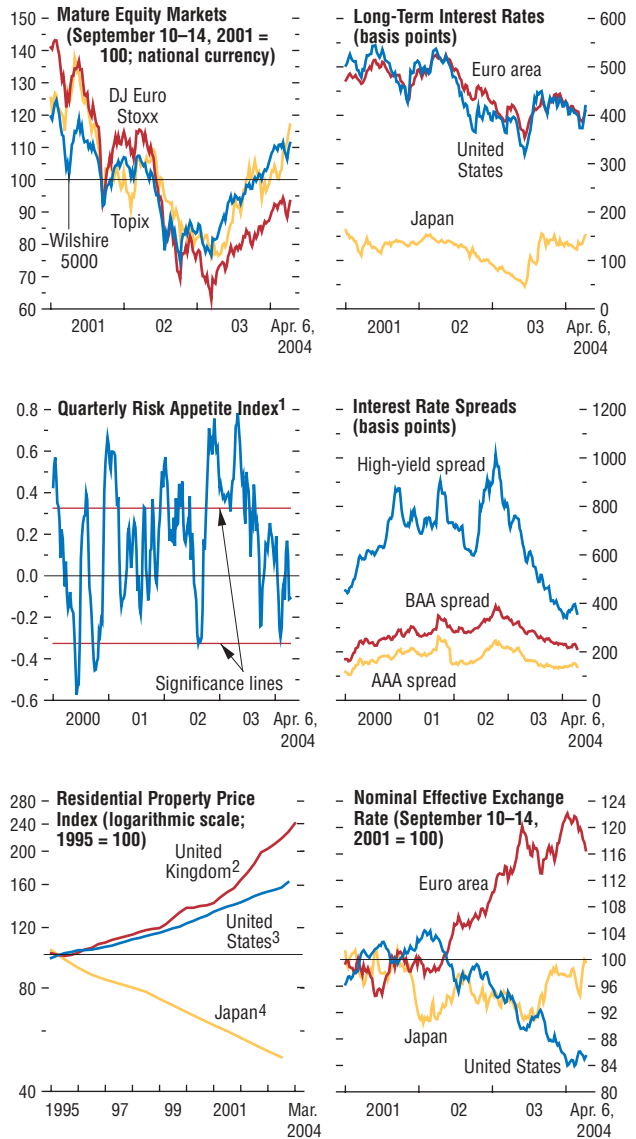 Mature Equity Markets
(September 10–14, 2001 =
100; national currency)
150
140
130
120
110
100
90
80
70
60
DJ Euro
Stoxx
Topix
Wilshire
5000
2001
02
03
Apr. 6,
2004
Long-Term Interest Rates
(basis points)
600
500
400
300
200
100
0
Euro area
United
States
Japan
2001
02
03
Apr. 6,
2004
Quarterly Risk Appetite Index1
0.8
0.6
0.4
0.2
0.0
-0.2
-0.4
-0.6
Significance lines
2000
01
02
03
Apr. 6,
2004
Interest Rate Spreads
(basis points)
1200
1000
800
600
400
200
0
High-yield spread
BAA spread
AAA spread
2000
01
02
03
Apr. 6,
2004
Residential Property Price
Index (logarithmic scale;
1995 = 100)
280
240
200
160
120
80
40
United
Kingdom2
United
States3
Japan4
1995
97
99
2001
Mar.
2004
Nominal Effective Exchange
Rate (September 10–14,
2001 = 100)
124
120
116
112
108
104
100
96
92
88
84
80
Euro area
Japan
United States
2001
02
03
Apr. 6,
2004